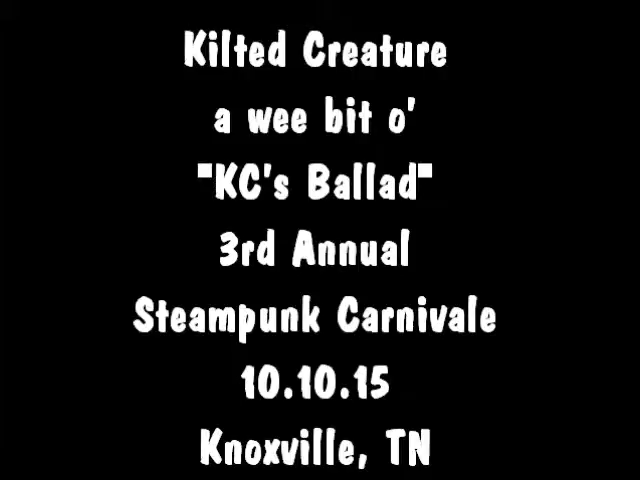 Kilted Creature
a wee bit o'
"KC's Ballad"
3rd Annual
Steampunk Carnivale
10.10.15
Knoxville, TN